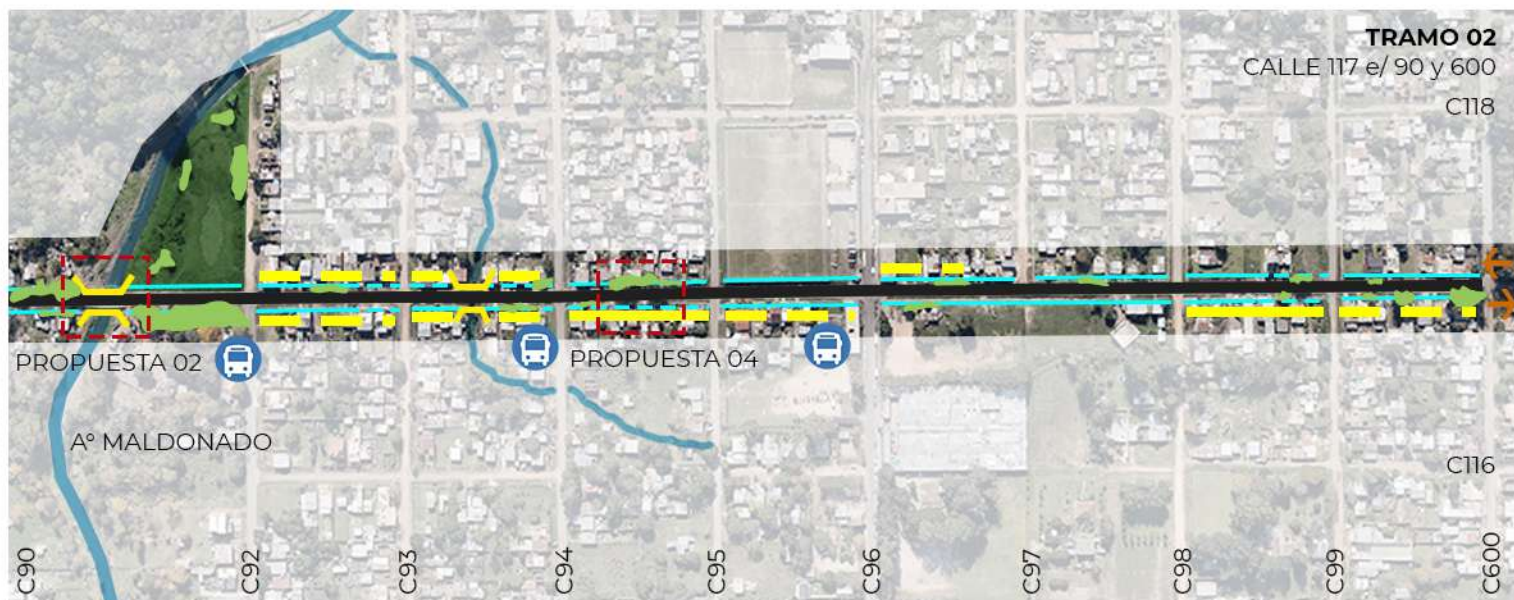 TRAMO 02
CALLE 117 e/ 90 y 600
C118
PROPUESTA 02
PROPUESTA 04
A° MALDONADO
C116
C90
C92
C93
C94
C95
C96
C97
C98
C99
C600